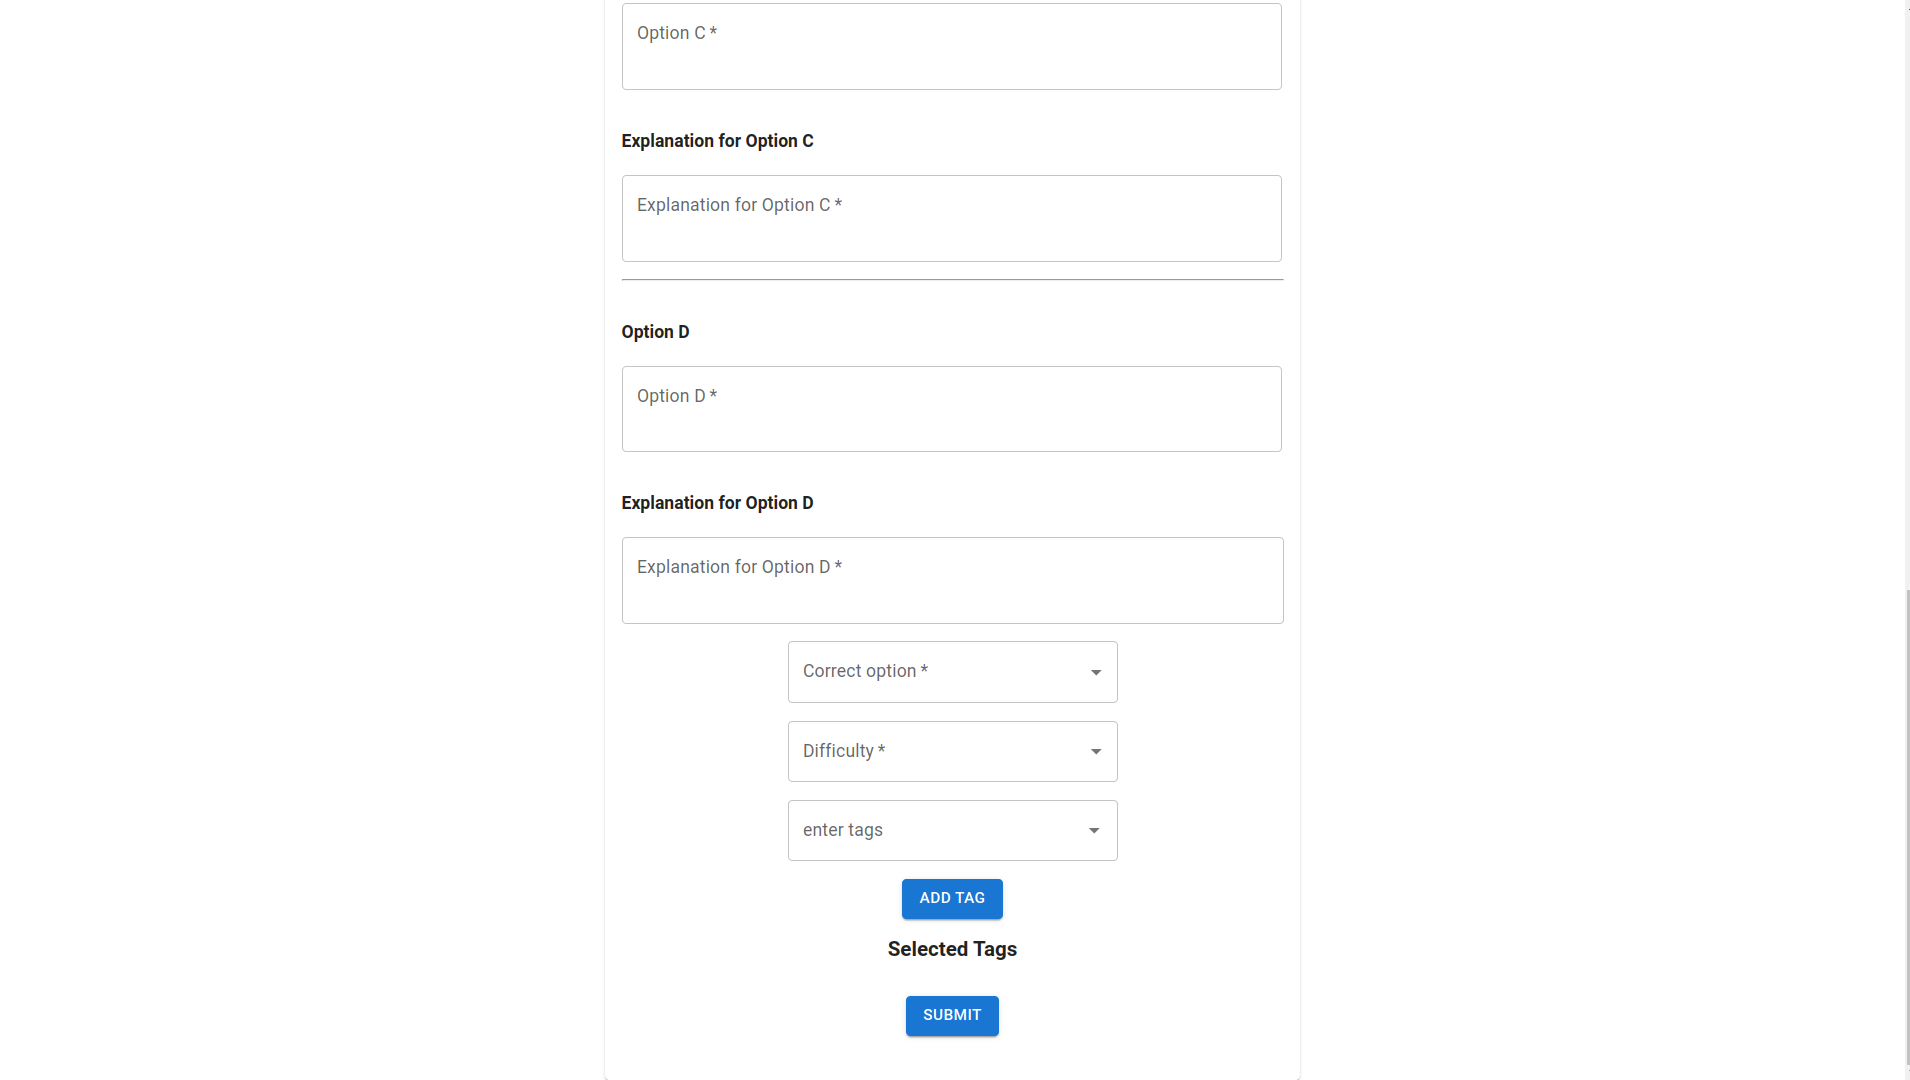 Option C *
Explanation for Option C
Explanation for Option C *
Option D
Option D *
Explanation for Option D
Explanation for Option D *
Correct option *
Difficulty *
enter tags
ADD TAG
Selected Tags
SUBMIT